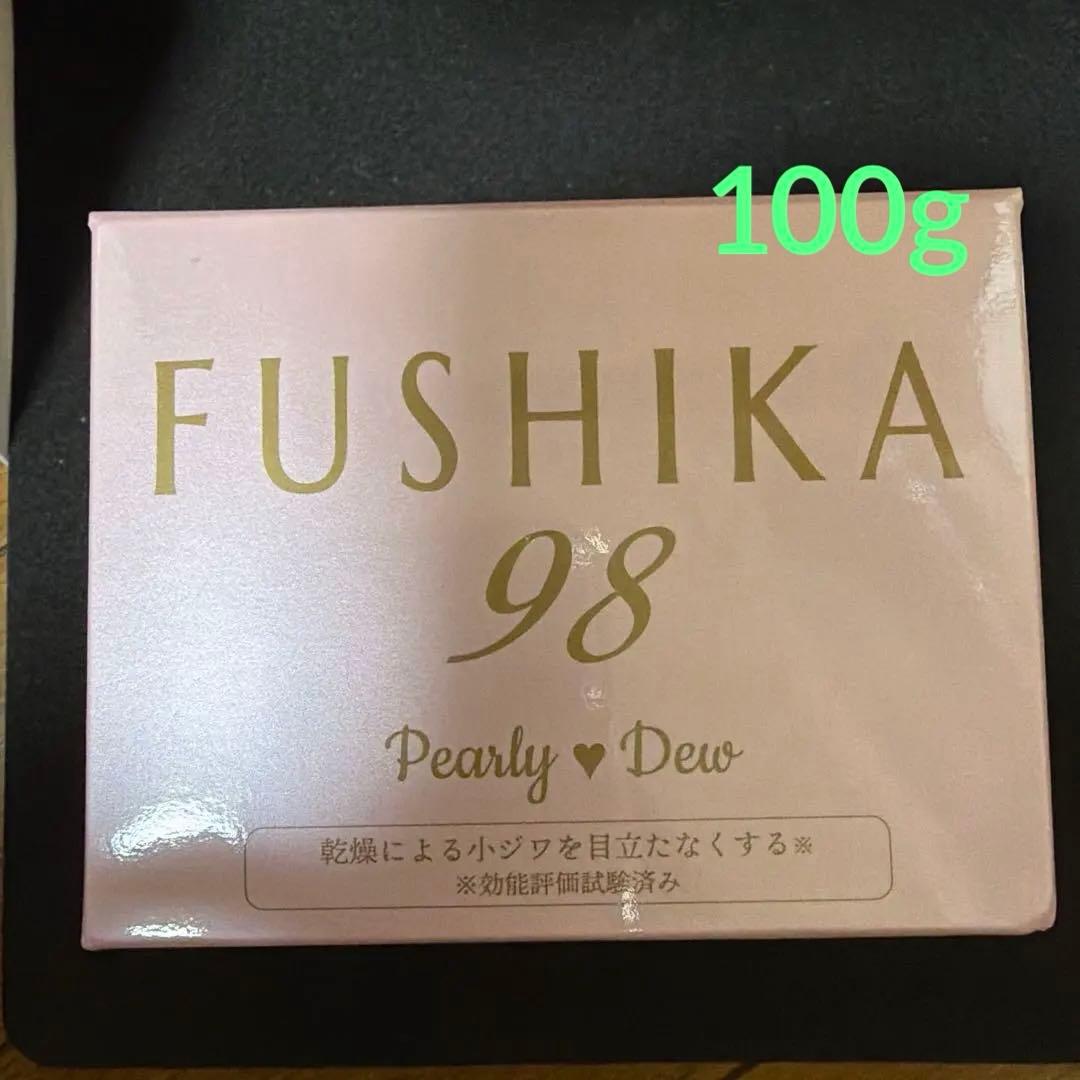 100g
FUSHIKA
98
Pearly ♥ Dew
乾燥による小ジワを目立たなくする※
※効能評価試験済み